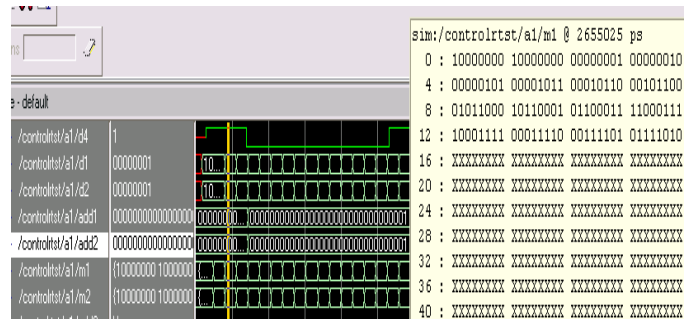 ns
sim:/controlrtst/a1/m1 @ 2655025 ps
0 : 10000000 10000000 00000001 00000010
4 : 00000101 00001011 00010110 00101100
8 : 01011000 10110001 01100011 11000111
12 : 10001111 00011110 00111101 01111010
16 : XXXXXXXX XXXXXXXX XXXXXXXX XXXXXXXX
20 : XXXXXXXX XXXXXXXX XXXXXXXX XXXXXXXX
24 : XXXXXXXX XXXXXXXX XXXXXXXX XXXXXXXX
28 : XXXXXXXX XXXXXXXX XXXXXXXX XXXXXXXX
32 : XXXXXXXX XXXXXXXX XXXXXXXX XXXXXXXX
36 : XXXXXXXX XXXXXXXX XXXXXXXX XXXXXXXX
40 : XXXXXXXX XXXXXXXX XXXXXXXX XXXXXXXX
e - default
/controlrtst/a1/d4 1
/controlrtst/a1/d1 00000001 10...
/controlrtst/a1/d2 00000001 10...
/controlrtst/a1/add1
/controlrtst/a1/add2
/controlrtst/a1/m1 {10000000 1000000
/controlrtst/a1/m2 {10000000 1000000